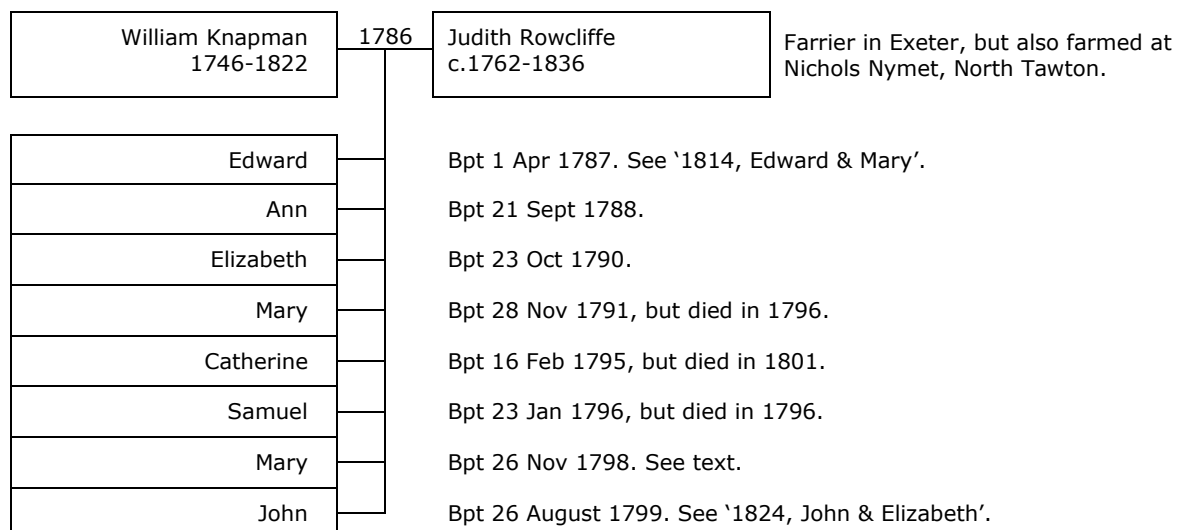 William Knapman
1746-1822
1786
Judith Rowcliffe
c.1762-1836
Farrier in Exeter, but also farmed at
Nichols Nymet, North Tawton.
Edward
Bpt 1 Apr 1787. See ‘1814, Edward & Mary’.
Ann
Bpt 21 Sept 1788.
Elizabeth
Bpt 23 Oct 1790.
Mary
Bpt 28 Nov 1791, but died in 1796.
Catherine
Bpt 16 Feb 1795, but died in 1801.
Samuel
Bpt 23 Jan 1796, but died in 1796.
Mary
Bpt 26 Nov 1798. See text.
John
Bpt 26 August 1799. See ‘1824, John & Elizabeth’.